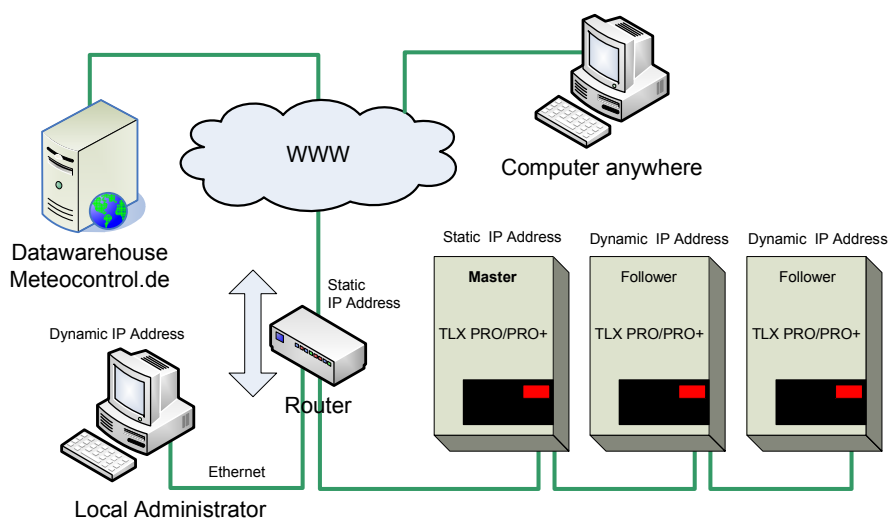 WWW
Computer anywhere
Datawarehouse
Meteocontrol.de
Static IP Address
Dynamic IP Address
Dynamic IP Address
Master
Follower
Follower
TLX PRO/PRO+
TLX PRO/PRO+
TLX PRO/PRO+
Static
IP Address
Dynamic IP Address
Router
Ethernet
Local Administrator